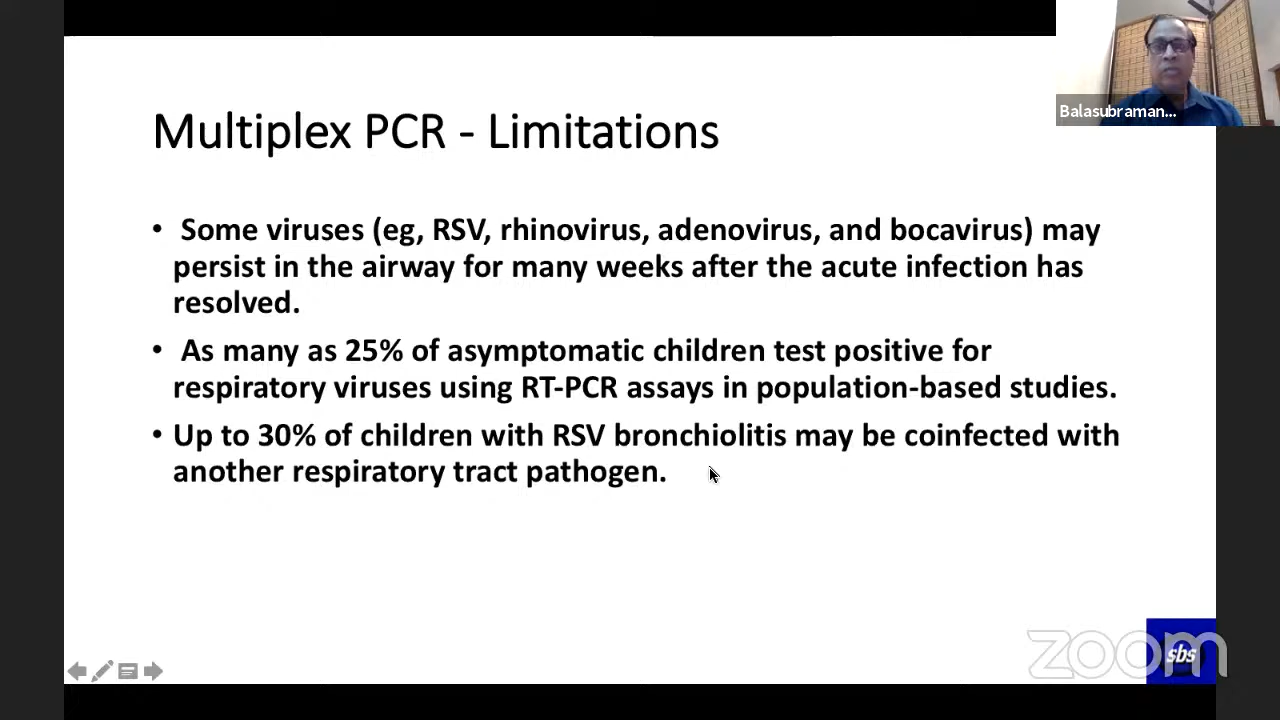 Balasubraman...
Multiplex PCR - Limitations
• Some viruses (eg, RSV, rhinovirus, adenovirus, and bocavirus) may
persist in the airway for many weeks after the acute infection has
resolved.
• As many as 25% of asymptomatic children test positive for
respiratory viruses using RT-PCR assays in population-based studies.
• Up to 30% of children with RSV bronchiolitis may be coinfected with
another respiratory tract pathogen.
zoom
sbs